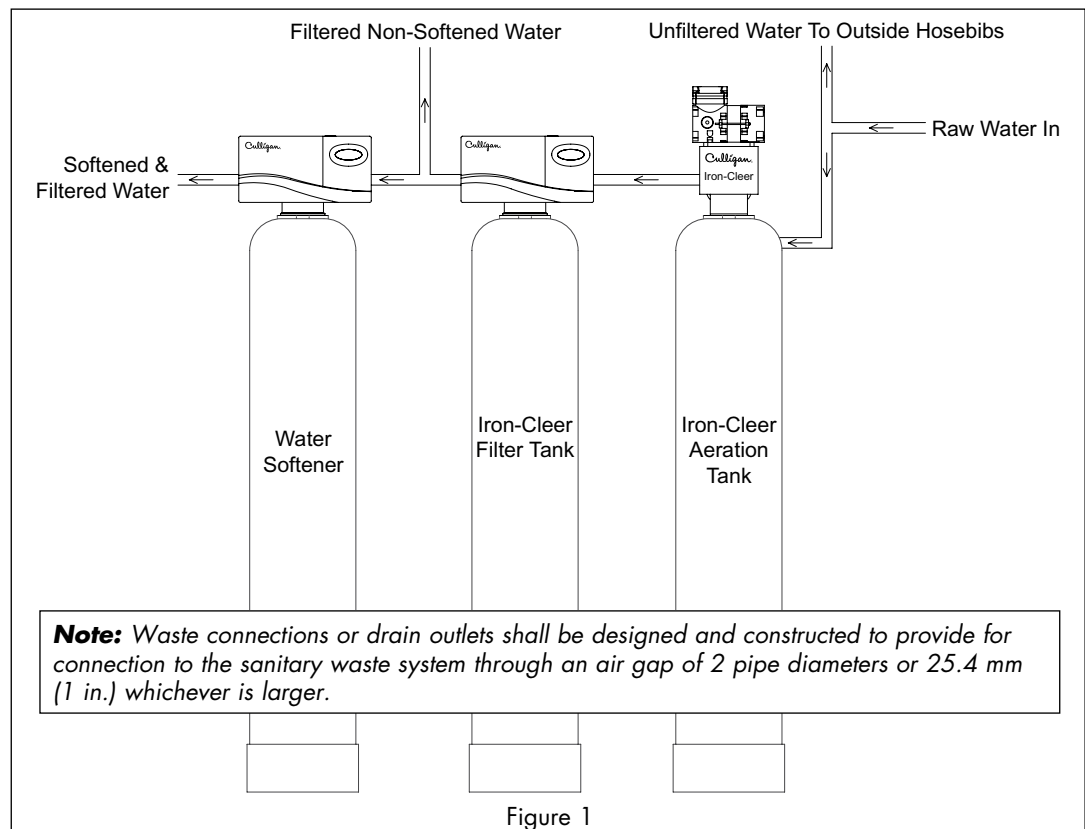 Filtered Non-Softened Water
Unfiltered Water To Outside Hosebibs
Raw Water In
Softened &
Filtered Water
Culligan
Culligan
Culligan
Iron-Cleer
Water
Softener
Iron-Cleer
Filter Tank
Iron-Cleer
Aeration
Tank
Note: Waste connections or drain outlets shall be designed and constructed to provide for
connection to the sanitary waste system through an air gap of 2 pipe diameters or 25.4 mm
(1 in.) whichever is larger.
Figure 1